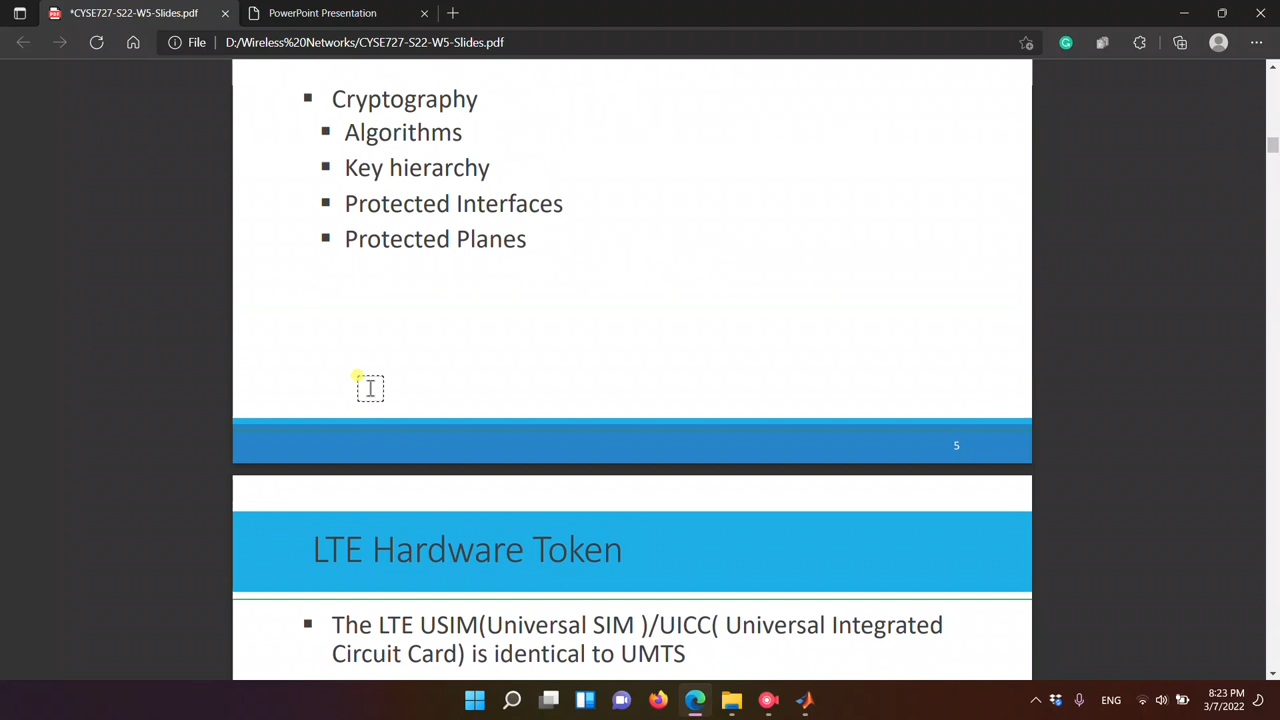 *CYSE727-S22-W5-Slides.pdf
PowerPoint Presentation
File
D:/Wireless%20Networks/CYSE727-S22-W5-Slides.pdf
▪ Cryptography
▪ Algorithms
▪ Key hierarchy
▪ Protected Interfaces
▪ Protected Planes
5
LTE Hardware Token
▪ The LTE USIM(Universal SIM )/UICC( Universal Integrated
Circuit Card) is identical to UMTS
ENG
8:23 PM
3/7/2022